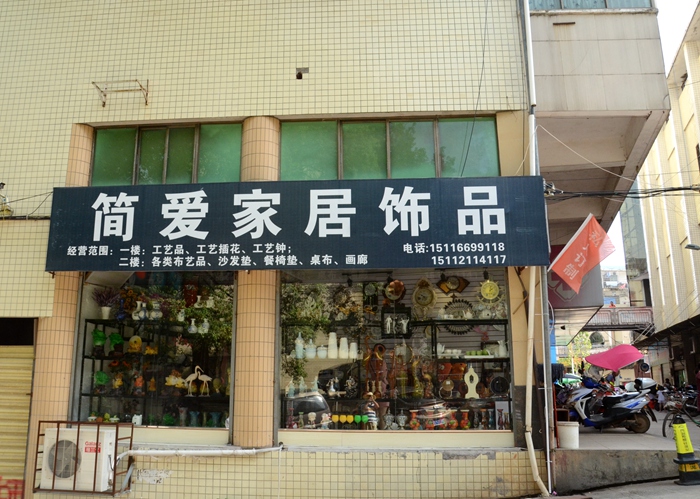 简爱家居饰品
经营范围：一楼：工艺品、工艺插花、工艺钟；
二楼：各类布艺品、沙发垫、餐椅垫、桌布、画廊
电话:15116699118
15112114117